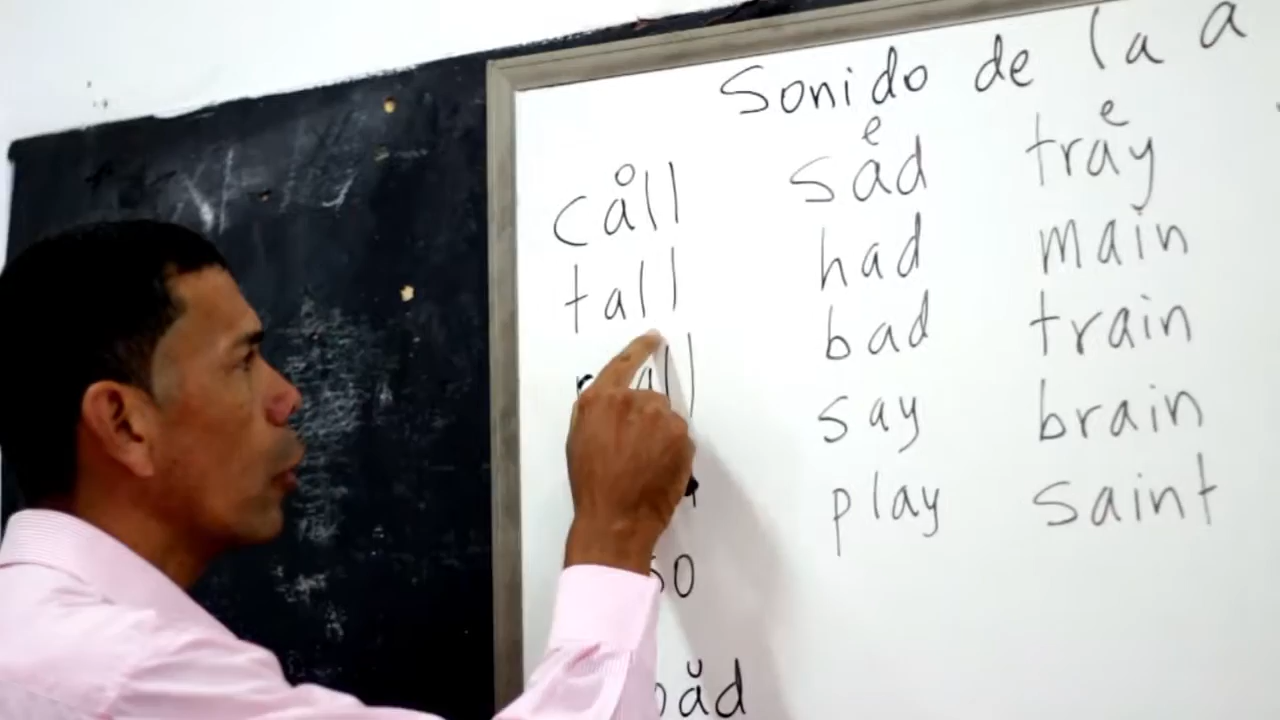 Sonido de la a
o e e
call sad tray
tall had main
bad train
say brain
play saint